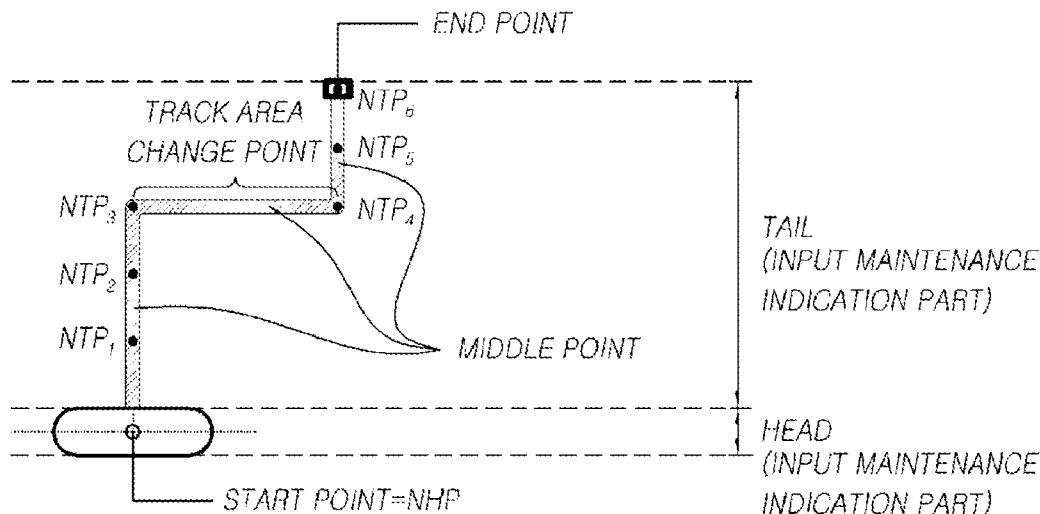 END POINT
NTP₆
TRACK AREA
CHANGE POINT
NTP₅
NTP₃
NTP₄
TAIL
(INPUT MAINTENANCE
INDICATION PART)
NTP₂
NTP₁
MIDDLE POINT
HEAD
(INPUT MAINTENANCE
INDICATION PART)
START POINT=NHP